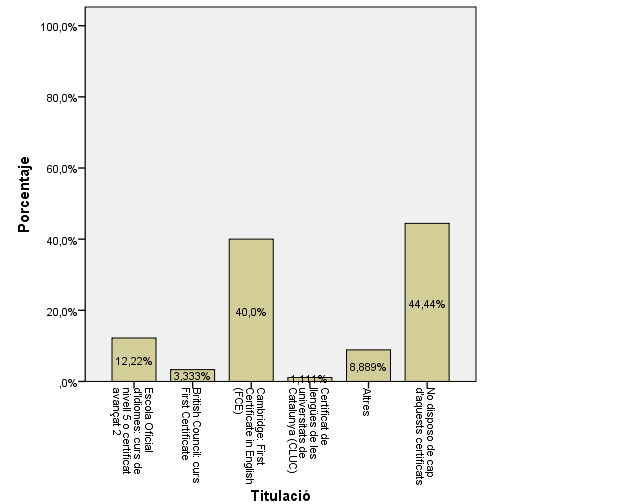 Porcentaje
100,0%
80,0%
60,0%
40,0%
20,0%
,0%
12,22%
3,333%
40,0%
1,111%
8,889%
44,44%
Escola Oficial
d'Idiomes: curs de
nivell 5 o certificat
avançat 2
British Council: curs
First Certificate
Cambridge: First
Certificate in English
(FCE)
Certificat de
llengües de les
universitats de
Catalunya (CLUC)
Altres
No disposo de cap
d'aquests certificats
Titulació